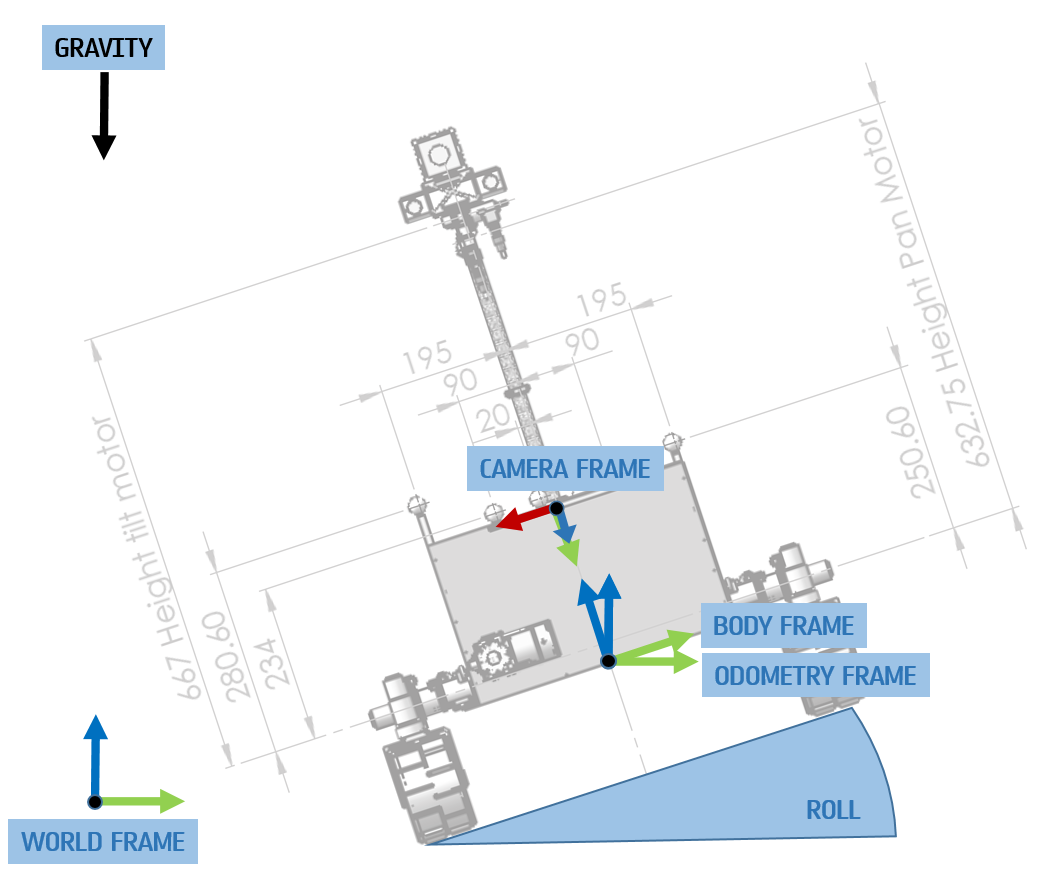 GRAVITY
632.75 Height Pan Motor
195
195
90
90
20
250.60
667 Height tilt motor
280.60
234
CAMERA FRAME
BODY FRAME
ODOMETRY FRAME
WORLD FRAME
ROLL